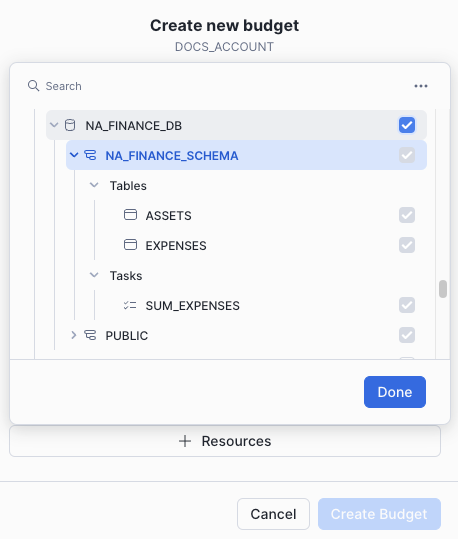 Create new budget
DOCS_ACCOUNT
Search
NA_FINANCE_DB
NA_FINANCE_SCHEMA
Tables
ASSETS
EXPENSES
Tasks
SUM_EXPENSES
PUBLIC
Done
Resources
Cancel
Create Budget